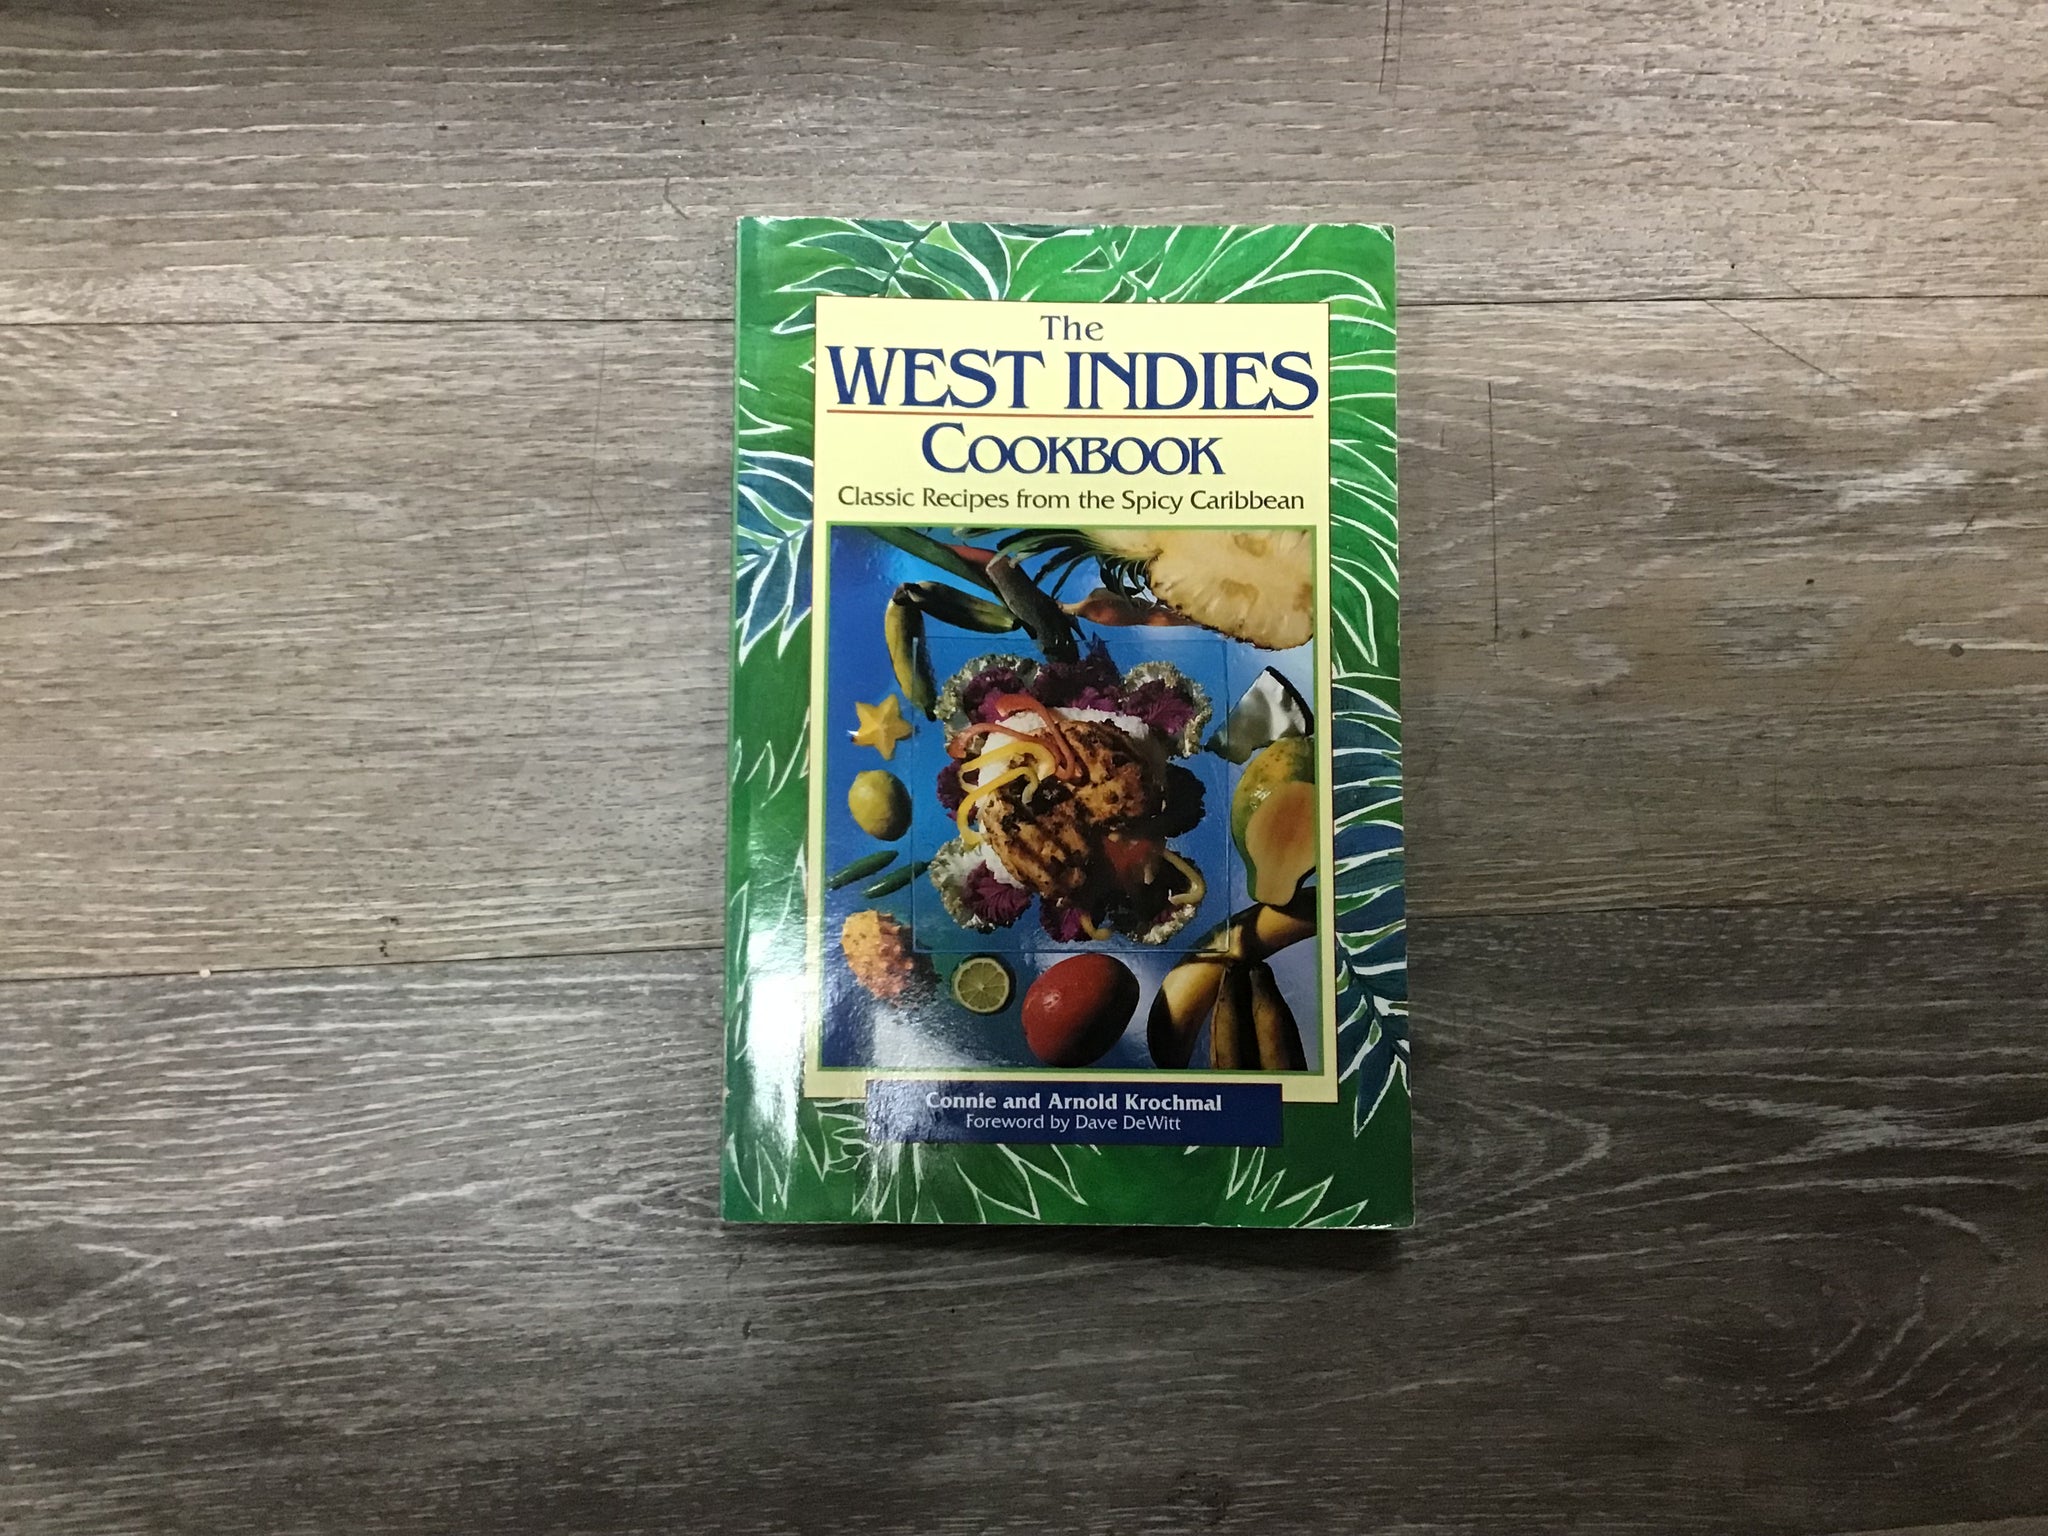 The
WEST INDIES
COOKBOOK
Classic Recipes from the Spicy Caribbean
Connie and Arnold Krochmal
Foreword by Dave DeWitt